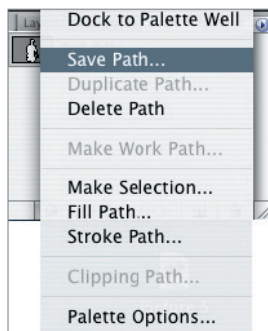 Lay
Dock to Palette Well
Save Path...
Duplicate Path...
Delete Path
Make Work Path...
Make Selection...
Fill Path...
Stroke Path...
Clipping Path...
Palette Options...